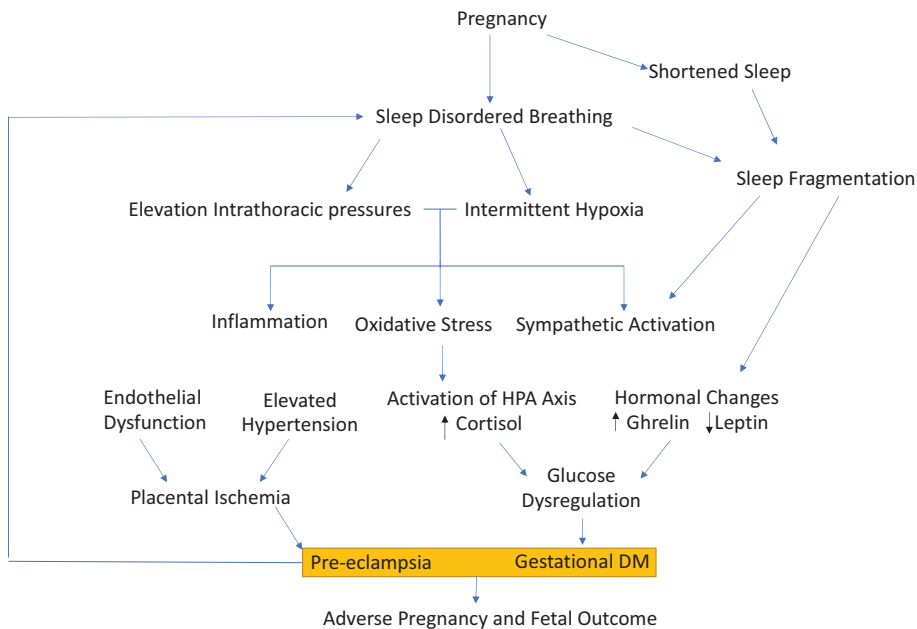 Pregnancy
Shortened Sleep
Sleep Disordered Breathing
Sleep Fragmentation
Elevation Intrathoracic pressures
Intermittent Hypoxia
Inflammation
Oxidative Stress
Sympathetic Activation
Endothelial
Dysfunction
Elevated
Hypertension
Activation of HPA Axis
↑ Cortisol
Hormonal Changes
↑ Ghrelin ↓ Leptin
Placental Ischemia
Glucose
Dysregulation
Pre-eclampsia
Gestational DM
Adverse Pregnancy and Fetal Outcome